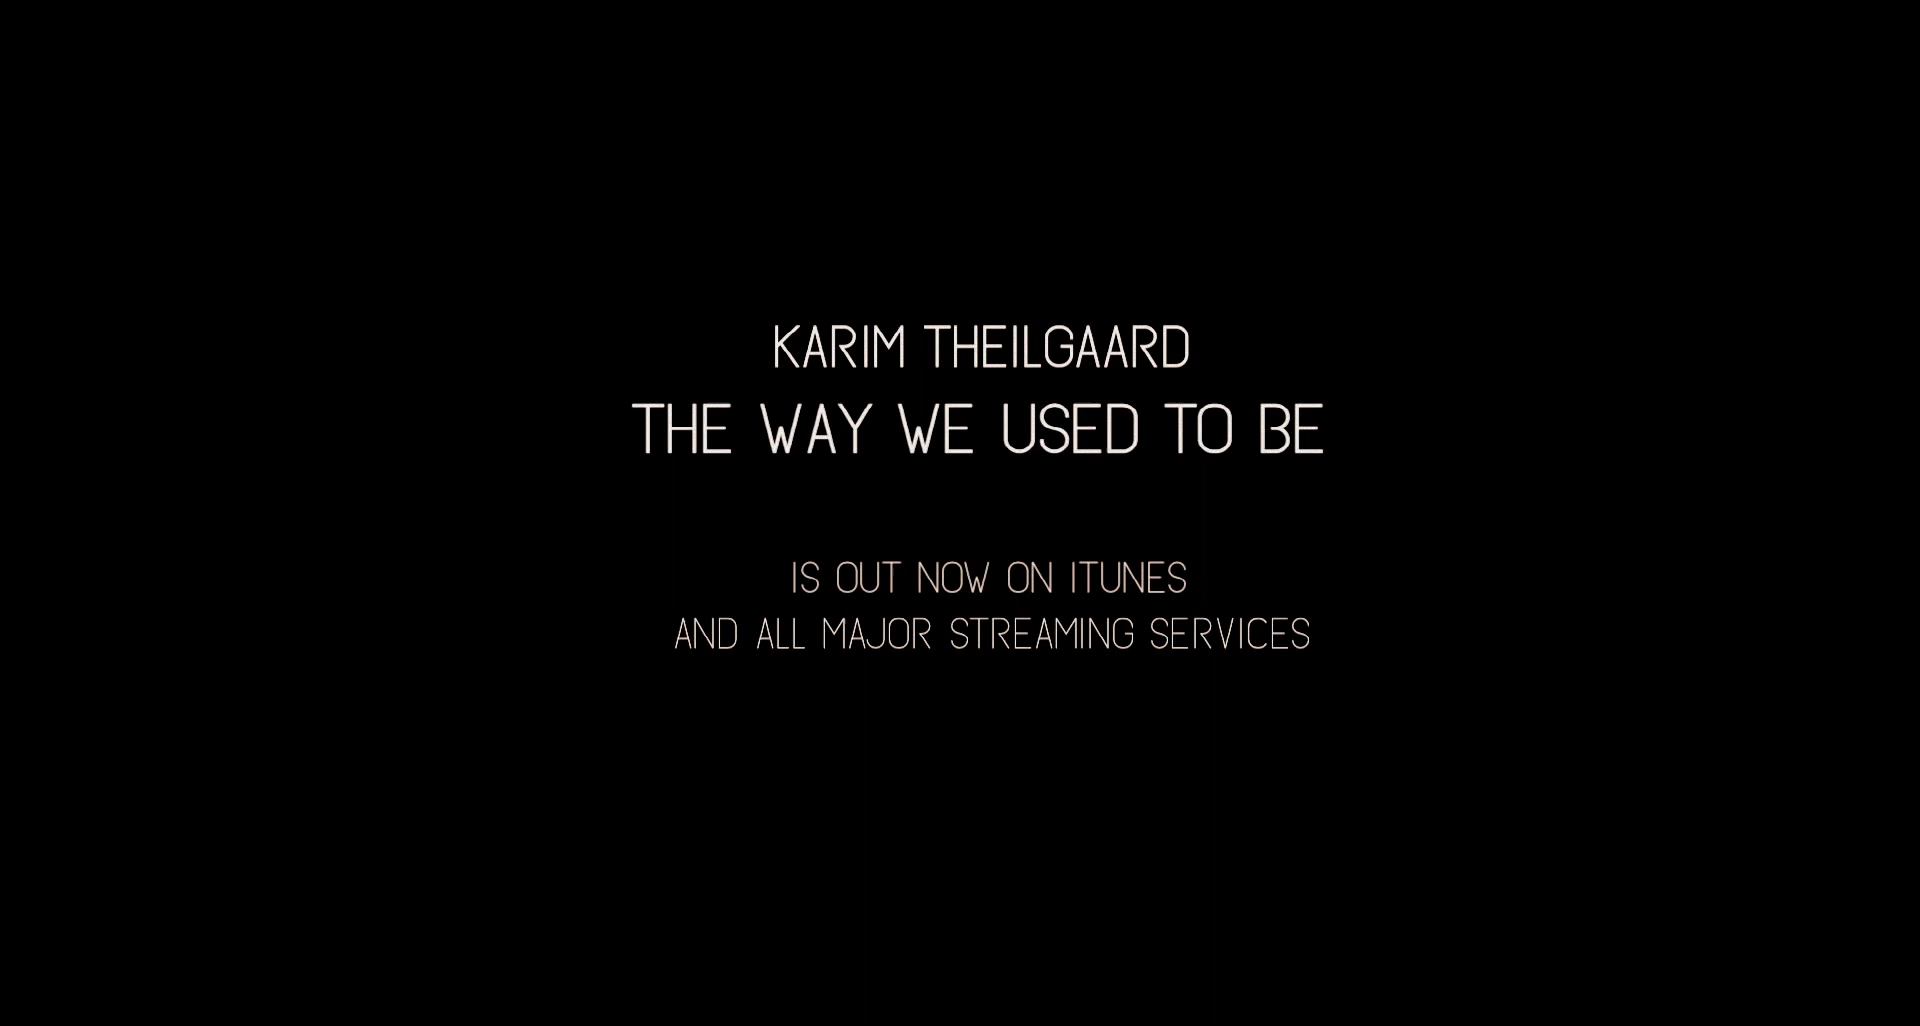 KARIM THEILGAARD
THE WAY WE USED TO BE
IS OUT NOW ON ITUNES
AND ALL MAJOR STREAMING SERVICES